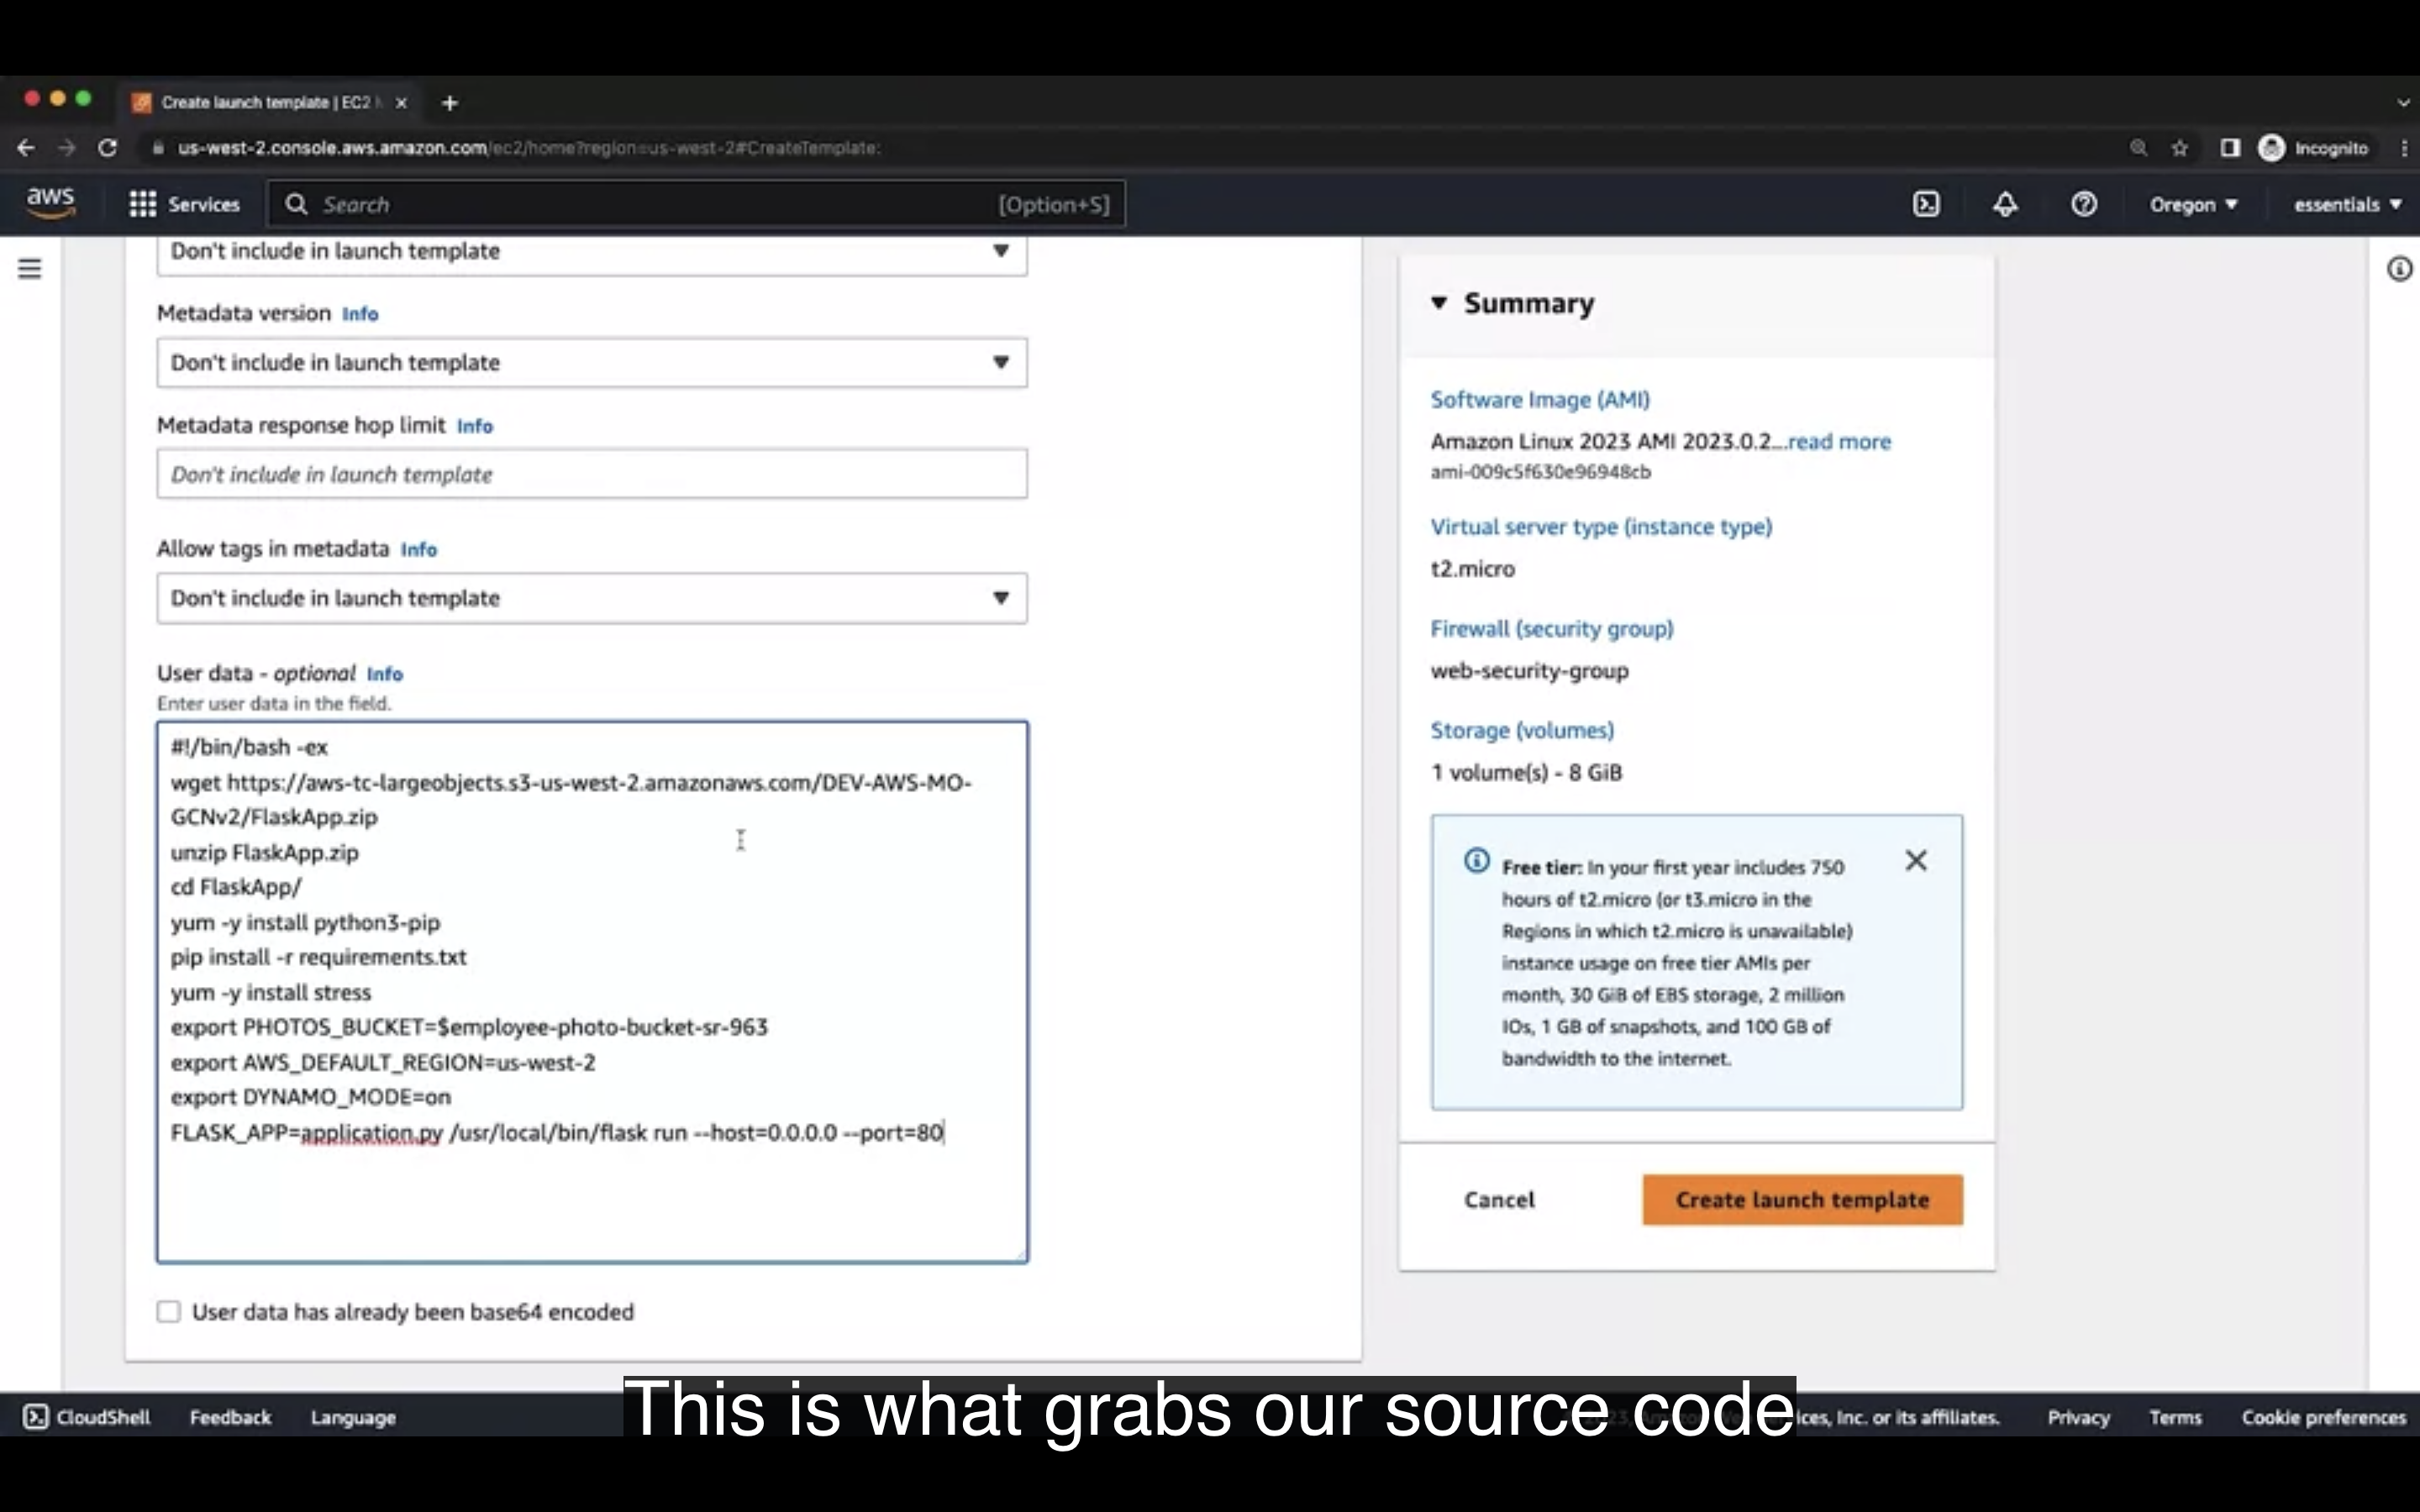 Create launch template | EC2 M
us-west-2.console.aws.amazon.com/ec2/home?region=us-west-2#CreateTemplate:
Incognito
aws
Services
Search
[Option+S]
Oregon
essentials
Don't include in launch template
Metadata version Info
Don't include in launch template
Metadata response hop limit Info
Don't include in launch template
Allow tags in metadata Info
Don't include in launch template
User data - optional Info
Enter user data in the field.
#!/bin/bash -ex
wget https://aws-tc-largeobjects.s3-us-west-2.amazonaws.com/DEV-AWS-MO-
GCNv2/FlaskApp.zip
unzip FlaskApp.zip
cd FlaskApp/
yum -y install python3-pip
pip install -r requirements.txt
yum -y install stress
export PHOTOS_BUCKET=$employee-photo-bucket-sr-963
export AWS_DEFAULT_REGION=us-west-2
export DYNAMO_MODE=on
FLASK_APP=application.py /usr/local/bin/flask run --host=0.0.0.0 --port=80
User data has already been base64 encoded
Summary
Software Image (AMI)
Amazon Linux 2023 AMI 2023.0.2...read more
ami-009c5f630e96948cb
Virtual server type (instance type)
t2.micro
Firewall (security group)
web-security-group
Storage (volumes)
1 volume(s) - 8 GiB
Free tier: In your first year includes 750
hours of t2.micro (or t3.micro in the
Regions in which t2.micro is unavailable)
instance usage on free tier AMIs per
month, 30 GiB of EBS storage, 2 million
IOs, 1 GB of snapshots, and 100 GB of
bandwidth to the internet.
Cancel
Create launch template
CloudShell
Feedback
Language
This is what grabs our source code
Inc. or its affiliates.
Privacy
Terms
Cookie preferences